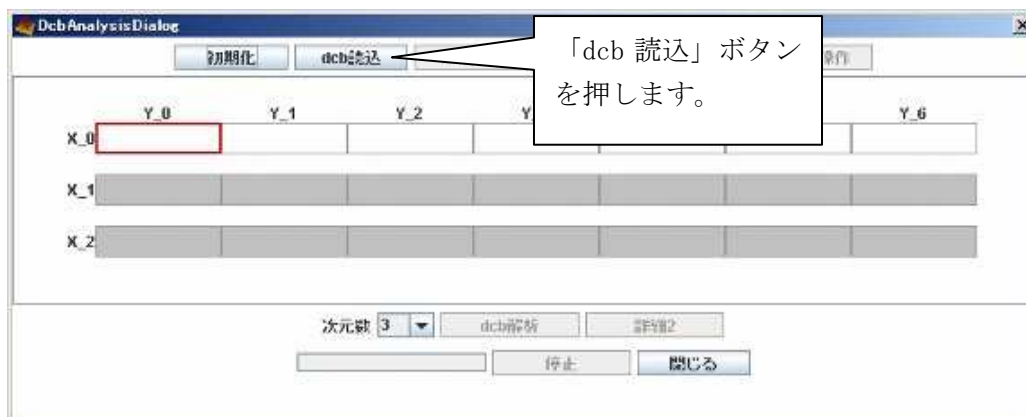 DcbAnalysisDialog
初期化 dcb読込
「dcb 読込」ボタン
を押します。
Y_0 Y_1 Y_2 Y Y_6
X_0
X_1
X_2
次元数 3 dcb解析 詳細2
停止 閉じる